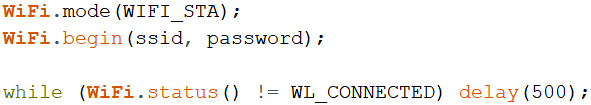 WiFi.mode(WIFI_STA);
WiFi.begin(ssid, password);
while (WiFi.status() != WL_CONNECTED) delay(500);